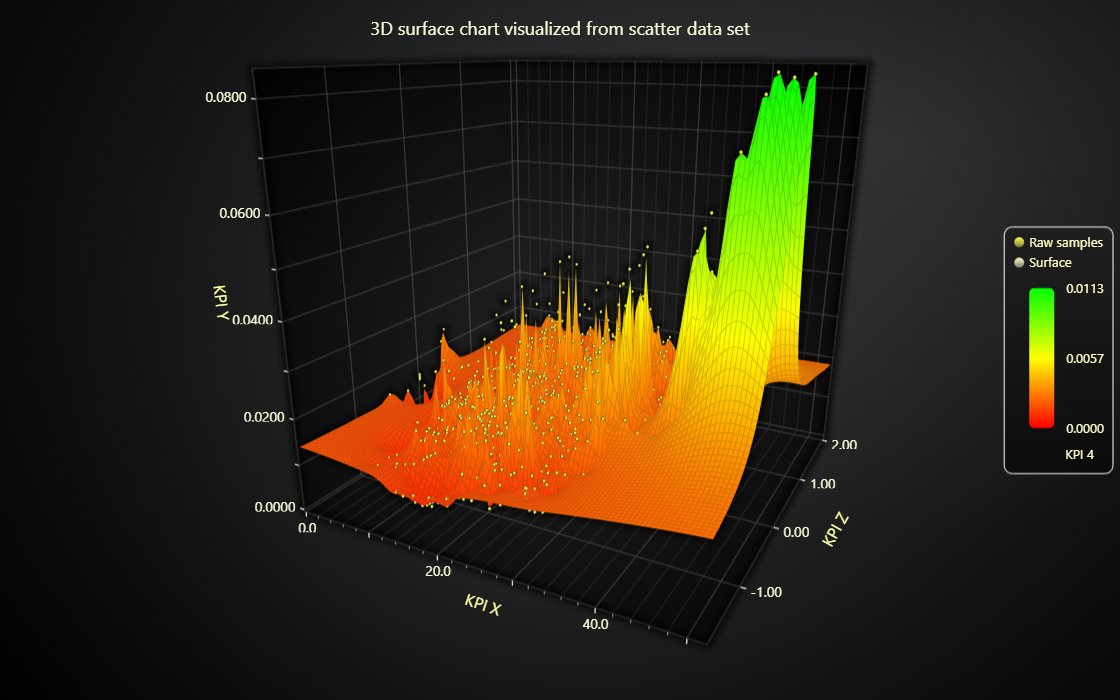 3D surface chart visualized from scatter data set
0.0800
0.0600
KPI Y
0.0400
0.0200
0.0000
0.0
20.0
KPI X
40.0
2.00
1.00
KPI Z
0.00
-1.00
Raw samples
Surface
0.0113
0.0057
0.0000
KPI 4